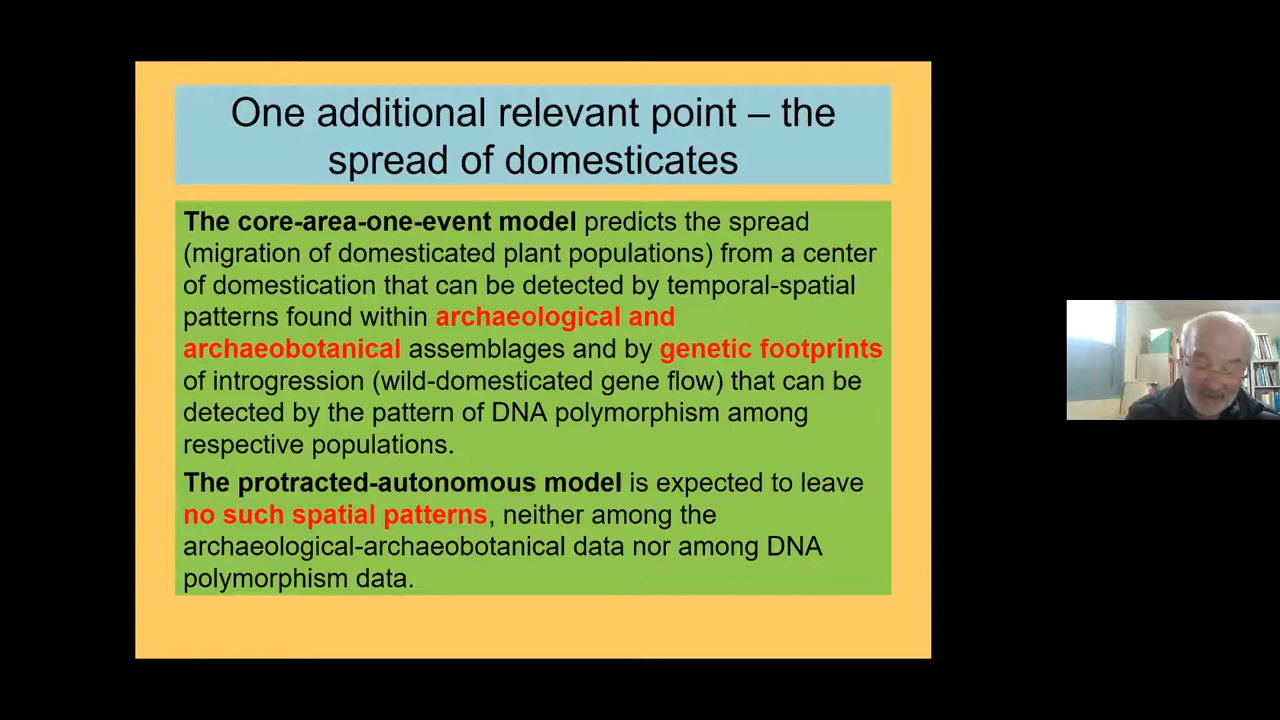 One additional relevant point – the
spread of domesticates
The core-area-one-event model predicts the spread
(migration of domesticated plant populations) from a center
of domestication that can be detected by temporal-spatial
patterns found within archaeological and
archaeobotanical assemblages and by genetic footprints
of introgression (wild-domesticated gene flow) that can be
detected by the pattern of DNA polymorphism among
respective populations.
The protracted-autonomous model is expected to leave
no such spatial patterns, neither among the
archaeological-archaeobotanical data nor among DNA
polymorphism data.